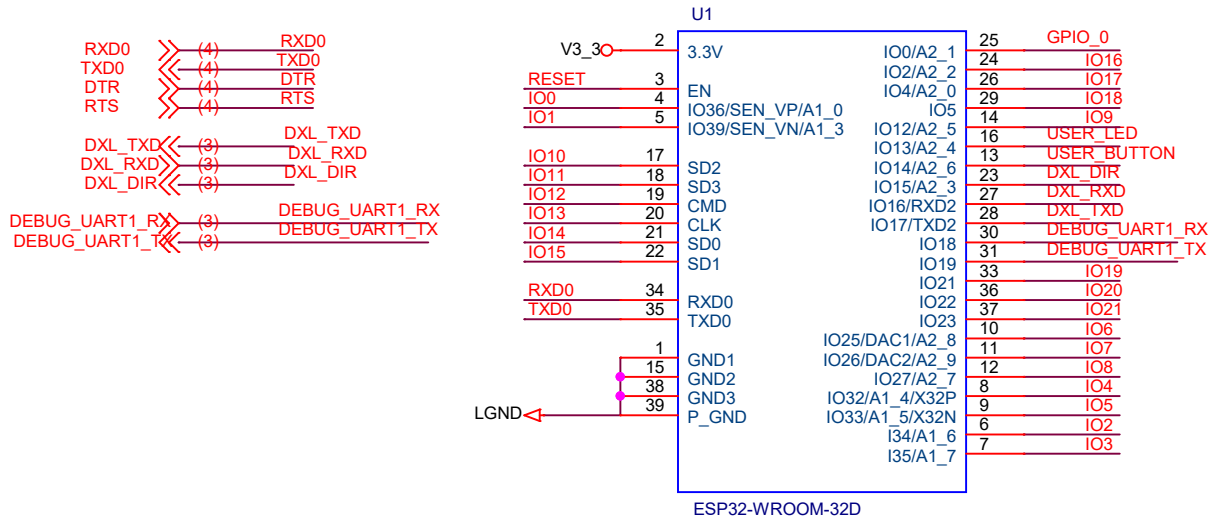 U1
RXD0 (4) RXD0
TXD0 (4) TXD0
DTR (4) DTR
RTS (4) RTS
DXL_TXD (3) DXL_TXD
DXL_RXD (3) DXL_RXD
DXL_DIR (3) DXL_DIR
DEBUG_UART1_RX (3) DEBUG_UART1_RX
DEBUG_UART1_TX (3) DEBUG_UART1_TX
V3_3 2 3.3V
RESET 3 EN
IO0 4 IO36/SEN_VP/A1_0
IO1 5 IO39/SEN_VN/A1_3
IO10 17 SD2
IO11 18 SD3
IO12 19 CMD
IO13 20 CLK
IO14 21 SD0
IO15 22 SD1
RXD0 34 RXD0
TXD0 35 TXD0
1 GND1
15 GND2
38 GND3
LGND 39 P_GND
IO0/A2_1 25 GPIO_0
IO2/A2_2 24 IO16
IO4/A2_0 26 IO17
IO5 29 IO18
IO12/A2_5 14 IO9
IO13/A2_4 16 USER_LED
IO14/A2_6 13 USER_BUTTON
IO15/A2_3 23 DXL_DIR
IO16/RXD2 27 DXL_RXD
IO17/TXD2 28 DXL_TXD
IO18 30 DEBUG_UART1_RX
IO19 31 DEBUG_UART1_TX
IO21 33 IO19
IO22 36 IO20
IO23 37 IO21
IO25/DAC1/A2_8 10 IO6
IO26/DAC2/A2_9 11 IO7
IO27/A2_7 12 IO8
IO32/A1_4/X32P 8 IO4
IO33/A1_5/X32N 9 IO5
I34/A1_6 6 IO2
I35/A1_7 7 IO3
ESP32-WROOM-32D